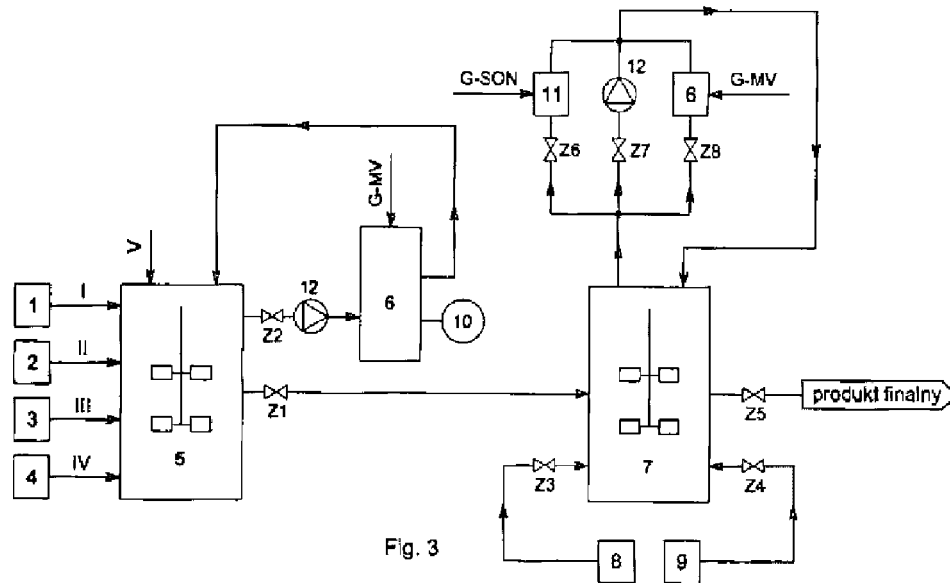 12
G-SON
11
6
G-MV
Z6
Z7
Z8
G-MV
V
1
I
12
6
10
2
II
Z2
3
III
Z1
produkt finalny
Z5
4
IV
5
7
Z3
Z4
Fig. 3
8
9